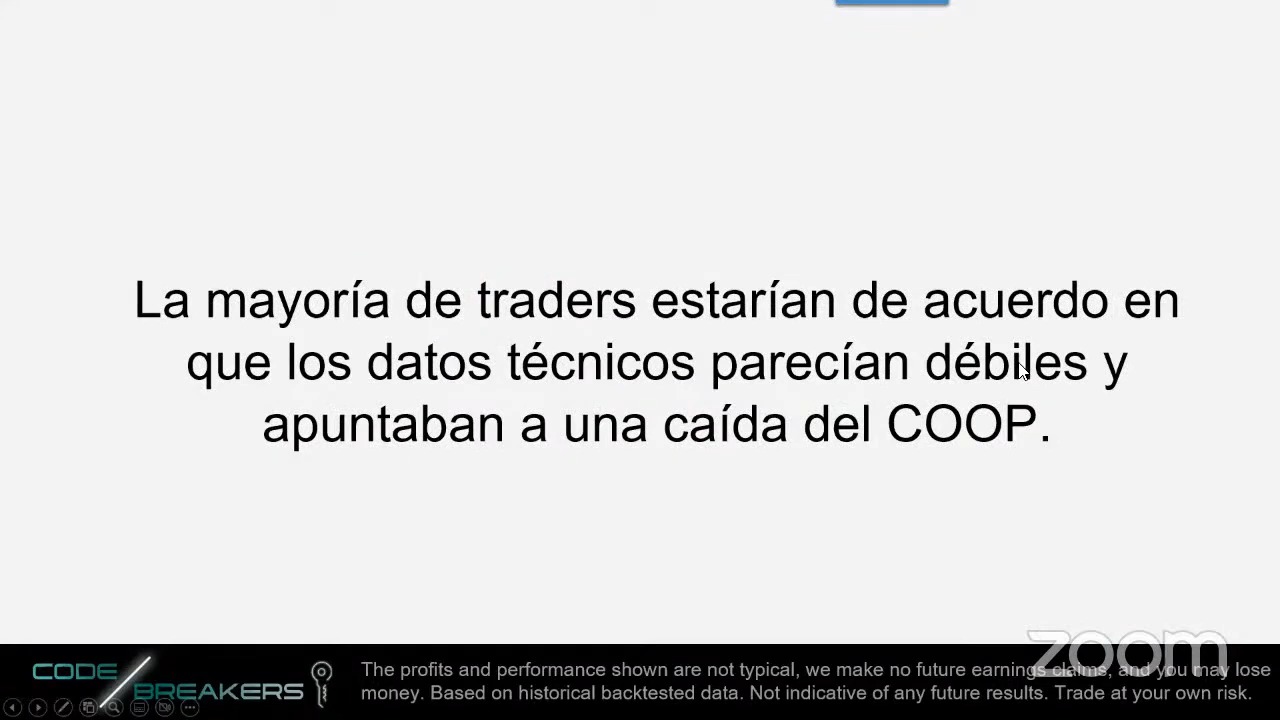 La mayoría de traders estarían de acuerdo en
que los datos técnicos parecían débiles y
apuntaban a una caída del COOP.
zoom
CODE
BREAKERS
The profits and performance shown are not typical, we make no future earnings claims, and you may lose
money. Based on historical backtested data. Not indicative of any future results. Trade at your own risk.